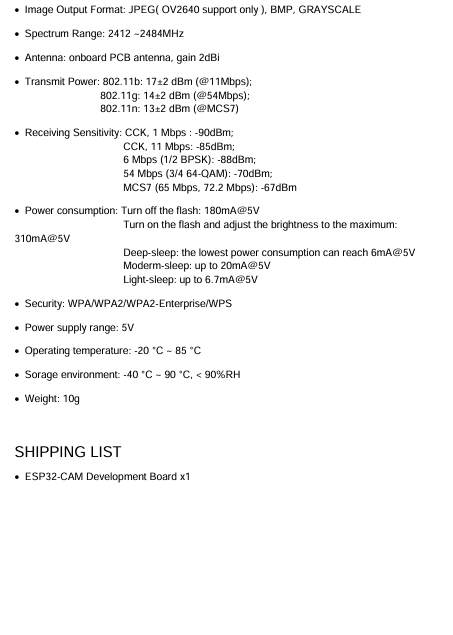 • Image Output Format: JPEG( OV2640 support only ), BMP, GRAYSCALE
• Spectrum Range: 2412 ~2484MHz
• Antenna: onboard PCB antenna, gain 2dBi
• Transmit Power: 802.11b: 17±2 dBm (@11Mbps);
802.11g: 14±2 dBm (@54Mbps);
802.11n: 13±2 dBm (@MCS7)
• Receiving Sensitivity: CCK, 1 Mbps : -90dBm;
CCK, 11 Mbps: -85dBm;
6 Mbps (1/2 BPSK): -88dBm;
54 Mbps (3/4 64-QAM): -70dBm;
MCS7 (65 Mbps, 72.2 Mbps): -67dBm
• Power consumption: Turn off the flash: 180mA@5V
Turn on the flash and adjust the brightness to the maximum:
310mA@5V
Deep-sleep: the lowest power consumption can reach 6mA@5V
Moderm-sleep: up to 20mA@5V
Light-sleep: up to 6.7mA@5V
• Security: WPA/WPA2/WPA2-Enterprise/WPS
• Power supply range: 5V
• Operating temperature: -20 °C ~ 85 °C
• Sorage environment: -40 °C ~ 90 °C, < 90%RH
• Weight: 10g
SHIPPING LIST
• ESP32-CAM Development Board x1